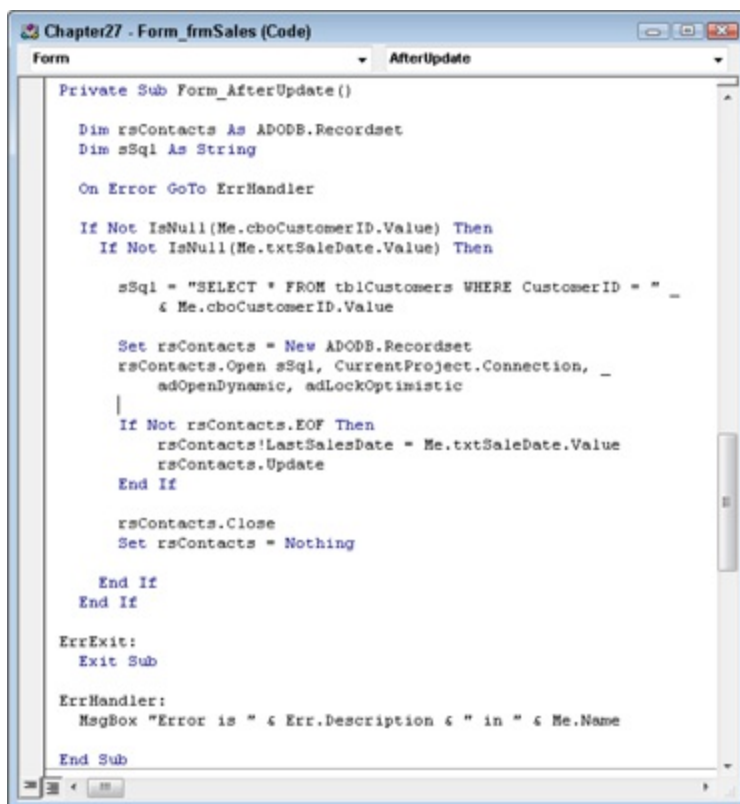 Chapter27 - Form_frmSales (Code)
Form AfterUpdate
Private Sub Form_AfterUpdate()
Dim rsContacts As ADODB.Recordset
Dim sSql As String
On Error GoTo ErrHandler
If Not IsNull(Me.cboCustomerID.Value) Then
If Not IsNull(Me.txtSaleDate.Value) Then
sSql = "SELECT * FROM tblCustomers WHERE CustomerID = " _
& Me.cboCustomerID.Value
Set rsContacts = New ADODB.Recordset
rsContacts.Open sSql, CurrentProject.Connection, _
adOpenDynamic, adLockOptimistic
If Not rsContacts.EOF Then
rsContacts!LastSalesDate = Me.txtSaleDate.Value
rsContacts.Update
End If
rsContacts.Close
Set rsContacts = Nothing
End If
End If
ErrExit:
Exit Sub
ErrHandler:
MsgBox "Error is " & Err.Description & " in " & Me.Name
End Sub